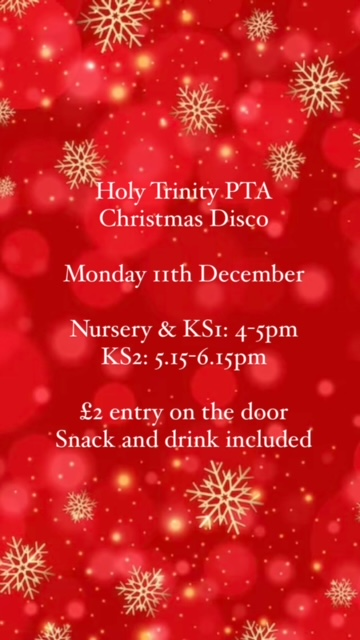 Holy Trinity PTA
Christmas Disco
Monday 11th December
Nursery & KS1: 4-5pm
KS2: 5.15-6.15pm
£2 entry on the door
Snack and drink included